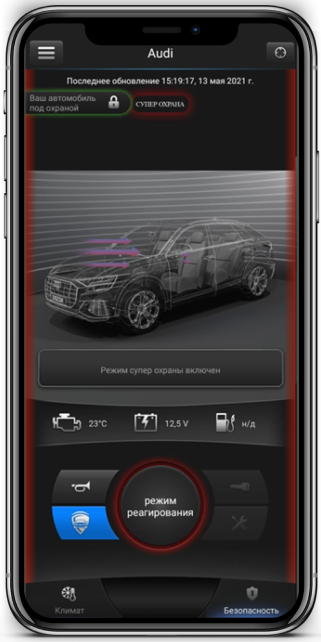 Audi
Последнее обновление 15:19:17, 13 мая 2021 г.
Ваш автомобиль
под охраной
СУПЕР ОХРАНА
Режим супер охраны включен
23°C
12,5 V
н/д
режим
реагирования
Климат
Безопасность